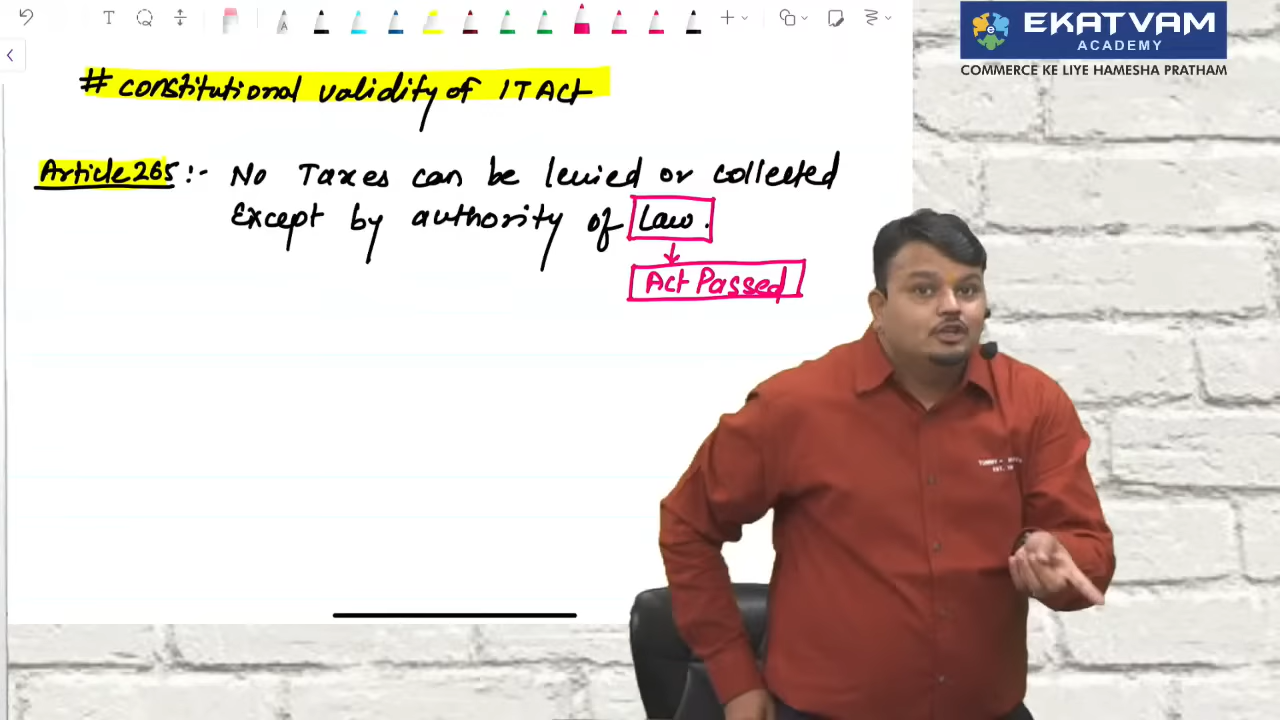 EKATVAM
ACADEMY
COMMERCE KE LIYE HAMESHA PRATHAM
# constitutional validity of IT Act
Article 265 :- No Taxes can be levied or collected
Except by authority of Law.
Act Passed